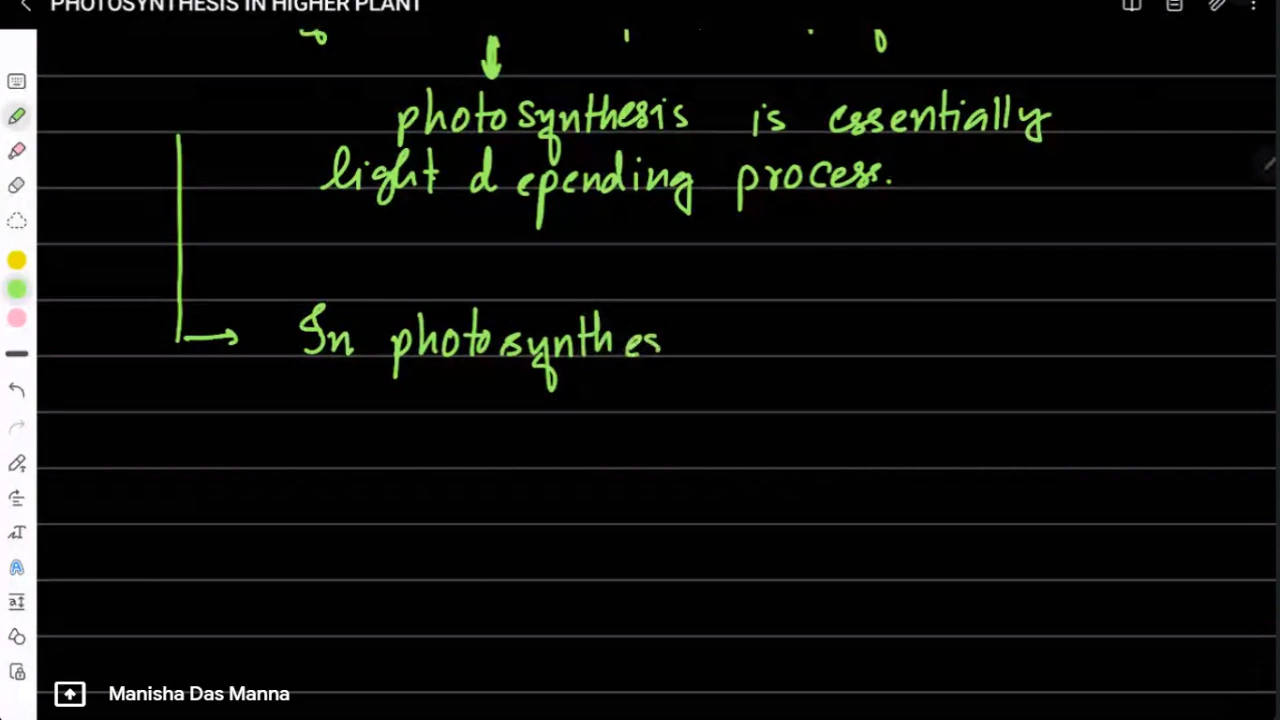 PHOTOSYNTHESIS IN HIGHER PLANT
photosynthesis is essentially
light depending process.
In photosynthes
Manisha Das Manna